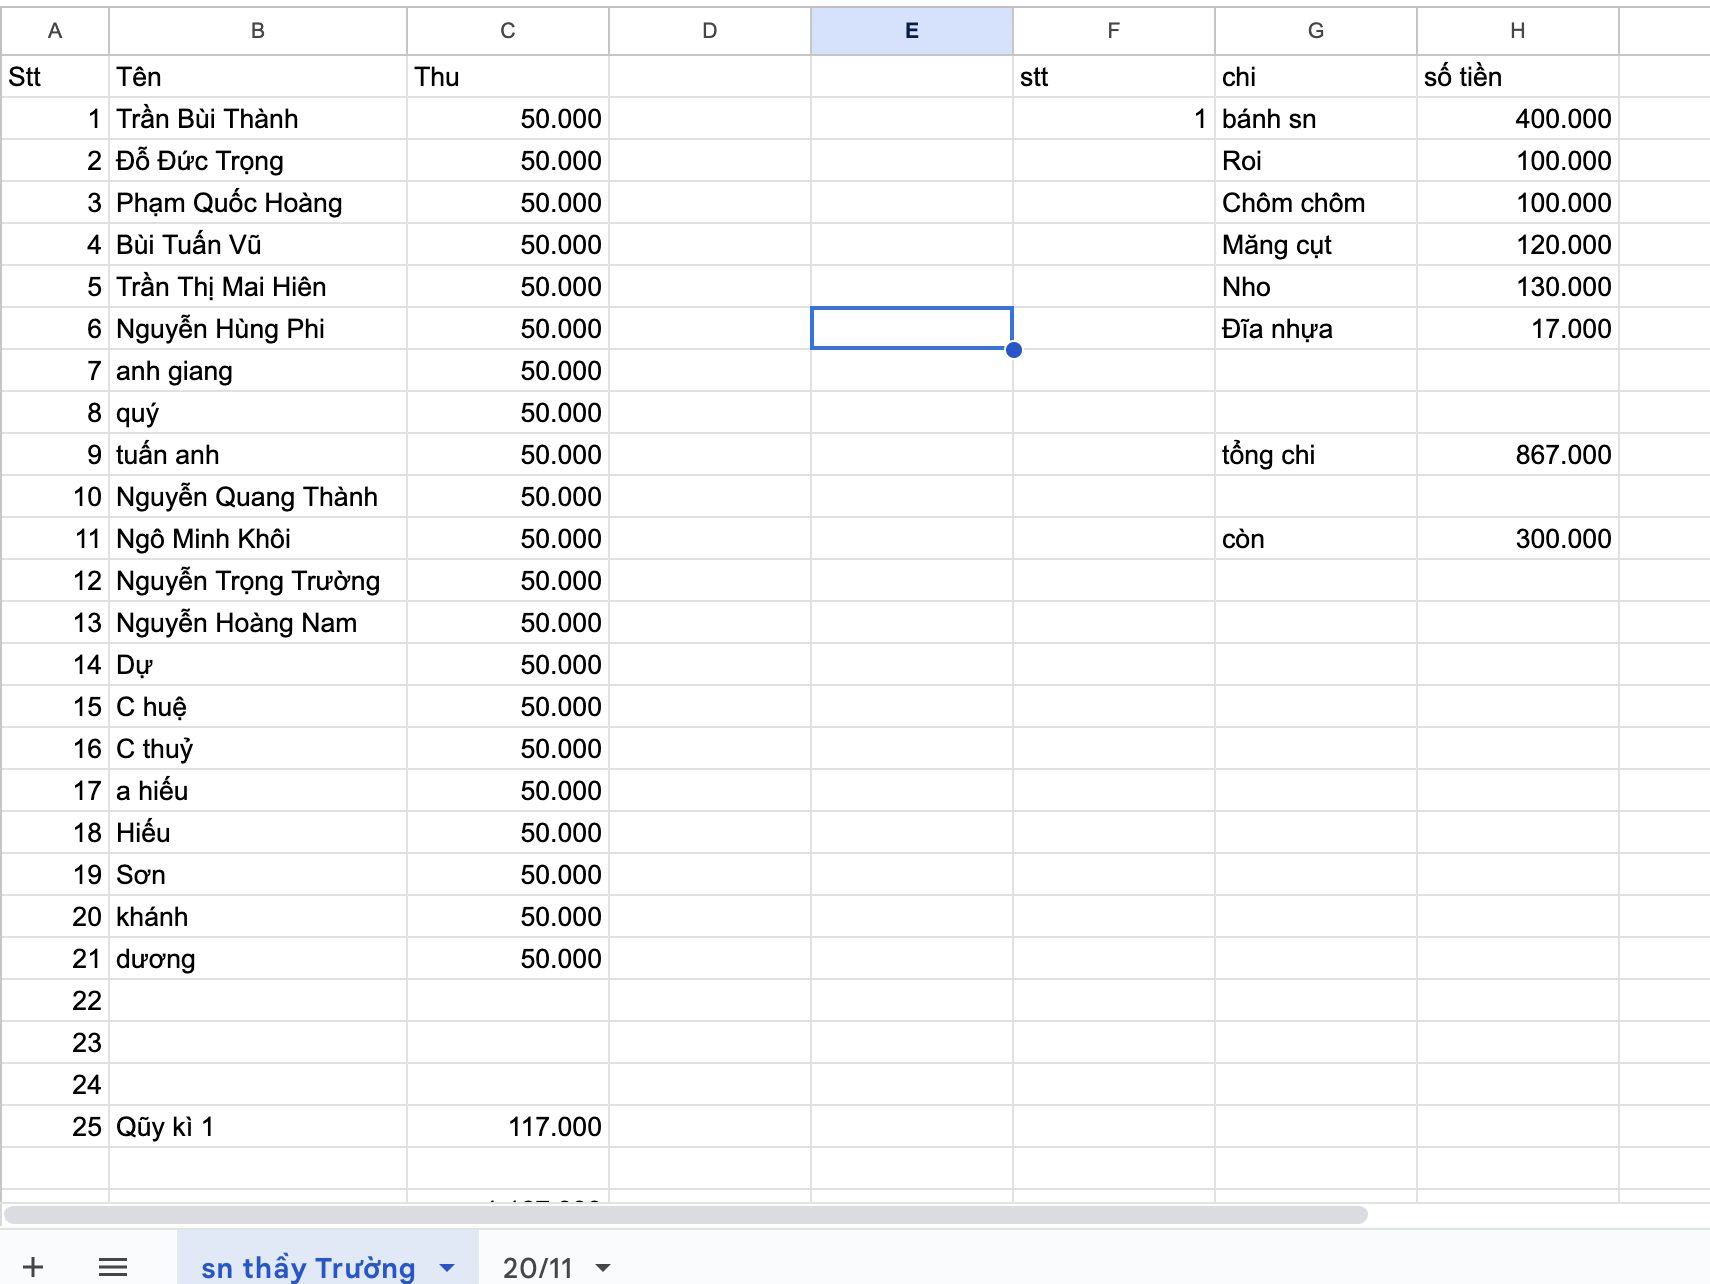 A B C D E F G H
Stt Tên Thu stt chi số tiền
1 Trần Bùi Thành 50.000 1 bánh sn 400.000
2 Đỗ Đức Trọng 50.000 Roi 100.000
3 Phạm Quốc Hoàng 50.000 Chôm chôm 100.000
4 Bùi Tuấn Vũ 50.000 Măng cụt 120.000
5 Trần Thị Mai Hiên 50.000 Nho 130.000
6 Nguyễn Hùng Phi 50.000 Đĩa nhựa 17.000
7 anh giang 50.000
8 quý 50.000
9 tuấn anh 50.000 tổng chi 867.000
10 Nguyễn Quang Thành 50.000
11 Ngô Minh Khôi 50.000 còn 300.000
12 Nguyễn Trọng Trường 50.000
13 Nguyễn Hoàng Nam 50.000
14 Dự 50.000
15 C huệ 50.000
16 C thuỷ 50.000
17 a hiếu 50.000
18 Hiếu 50.000
19 Sơn 50.000
20 khánh 50.000
21 dương 50.000
22
23
24
25 Qũy kì 1 117.000
sn thầy Trường 20/11